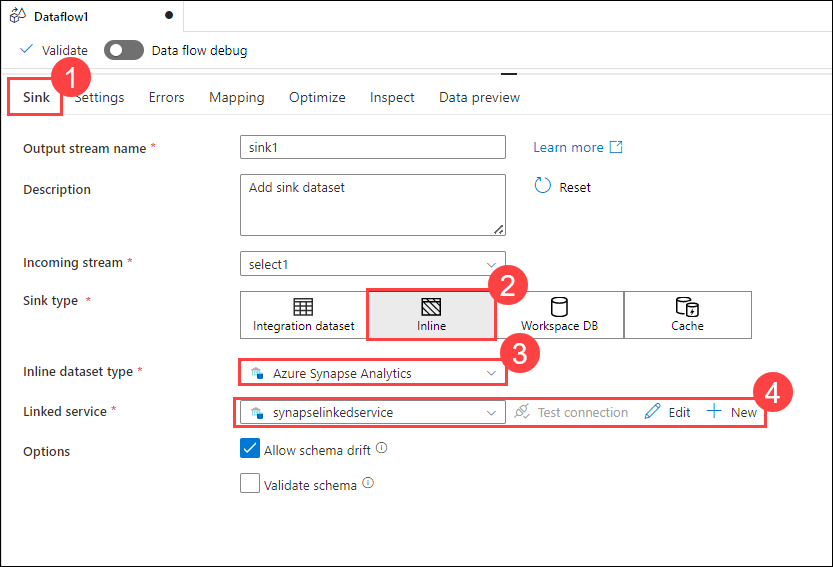 Dataflow1
Validate Data flow debug
1
Sink Settings Errors Mapping Optimize Inspect Data preview
Output stream name * sink1 Learn more
Description Add sink dataset Reset
Incoming stream * select1
2
Sink type * Integration dataset Inline Workspace DB Cache
3
Inline dataset type * Azure Synapse Analytics
4
Linked service * synapselinkedservice Test connection Edit New
Options Allow schema drift
Validate schema